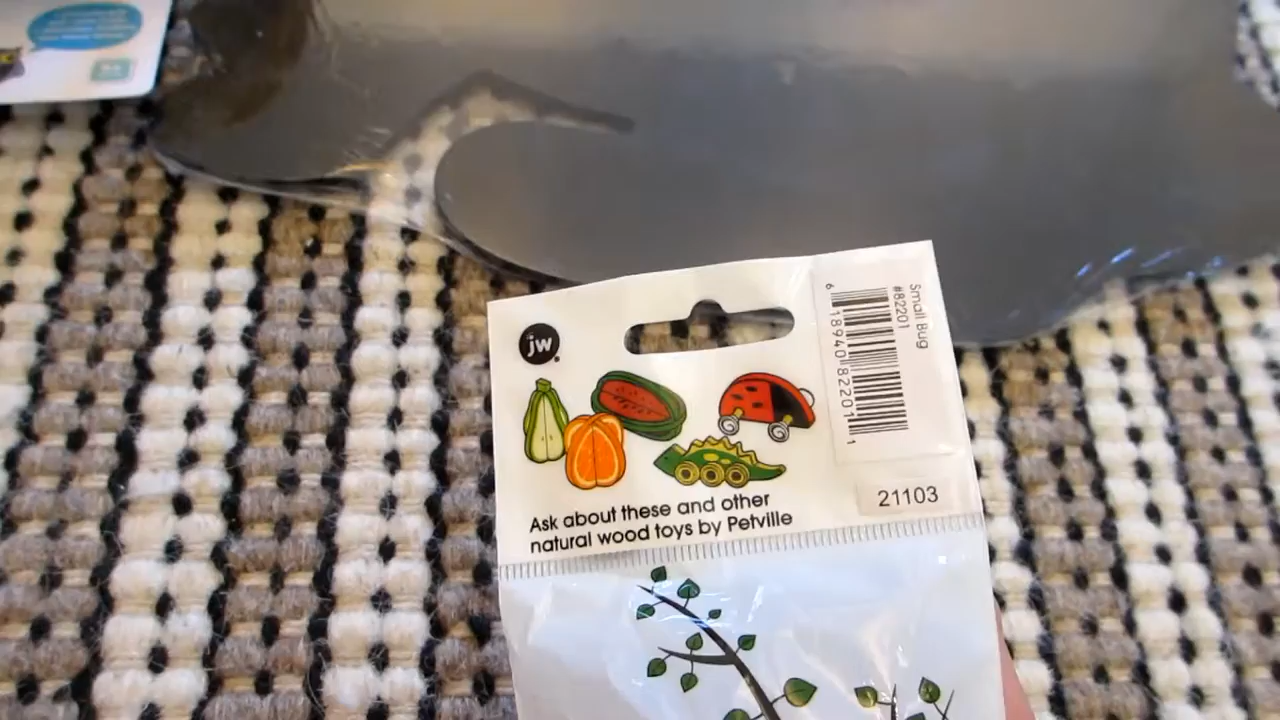 jw
Small Bug
#82201
6 18940 82201 1
21103
Ask about these and other
natural wood toys by Petville